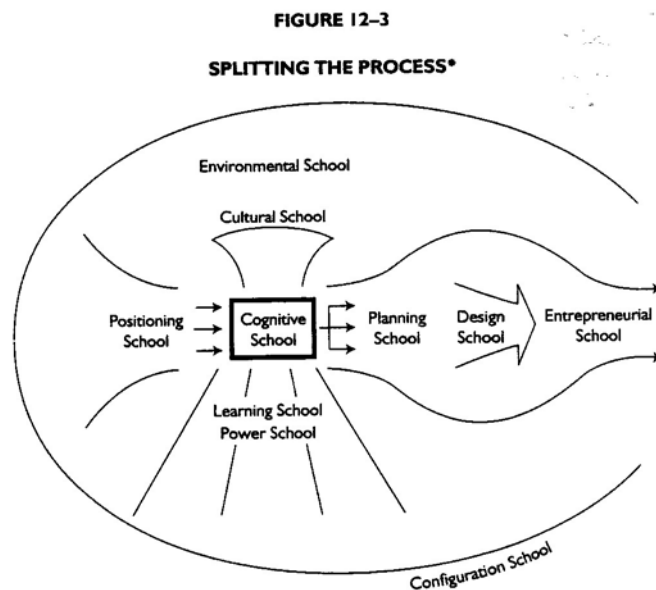 FIGURE 12–3
SPLITTING THE PROCESS*
Environmental School
Cultural School
Positioning
School
Cognitive
School
Planning
School
Design
School
Entrepreneurial
School
Learning School
Power School
Configuration School